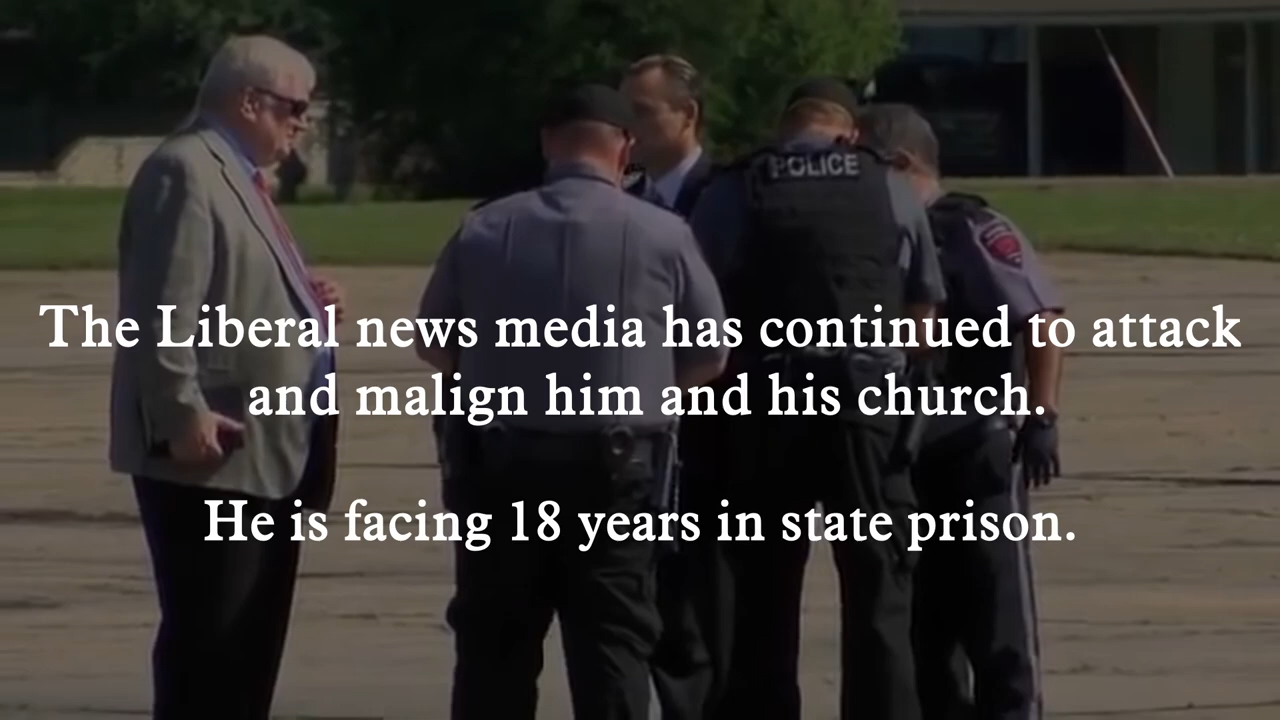 POLICE
The Liberal news media has continued to attack
and malign him and his church.
He is facing 18 years in state prison.